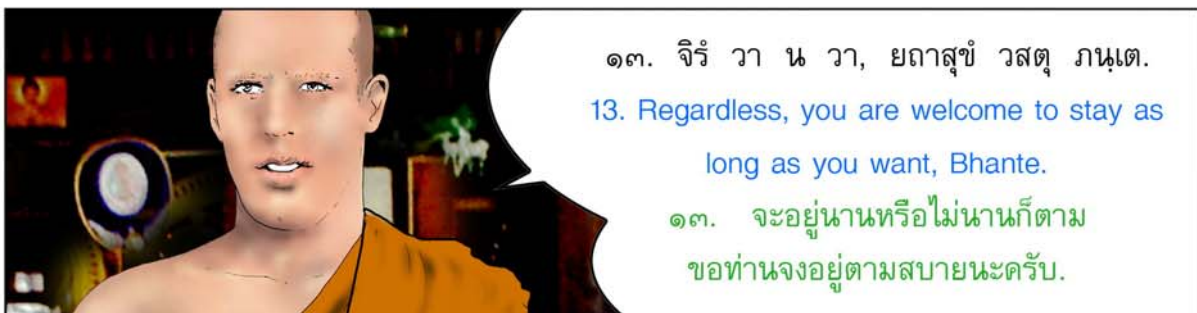 ๑๓. จิรํ วา น วา, ยถาสุขํ วสตุ ภนฺเต.
13. Regardless, you are welcome to stay as
long as you want, Bhante.
๑๓. จะอยู่นานหรือไม่นานก็ตาม
ขอท่านจงอยู่ตามสบายนะครับ.